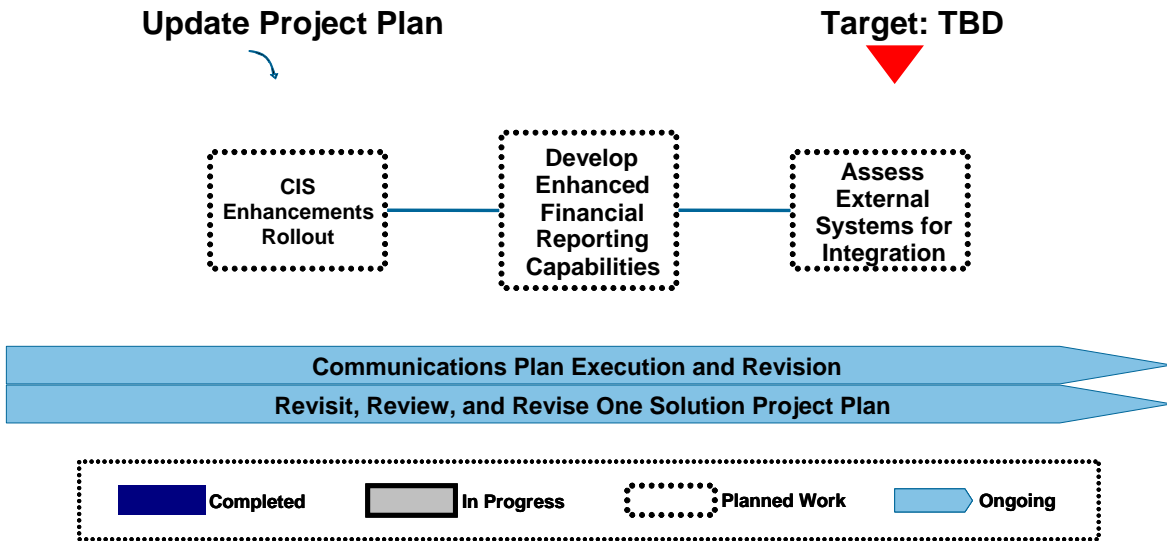 Update Project Plan
Target: TBD
CIS
Enhancements
Rollout
Develop
Enhanced
Financial
Reporting
Capabilities
Assess
External
Systems for
Integration
Communications Plan Execution and Revision
Revisit, Review, and Revise One Solution Project Plan
Completed
In Progress
Planned Work
Ongoing